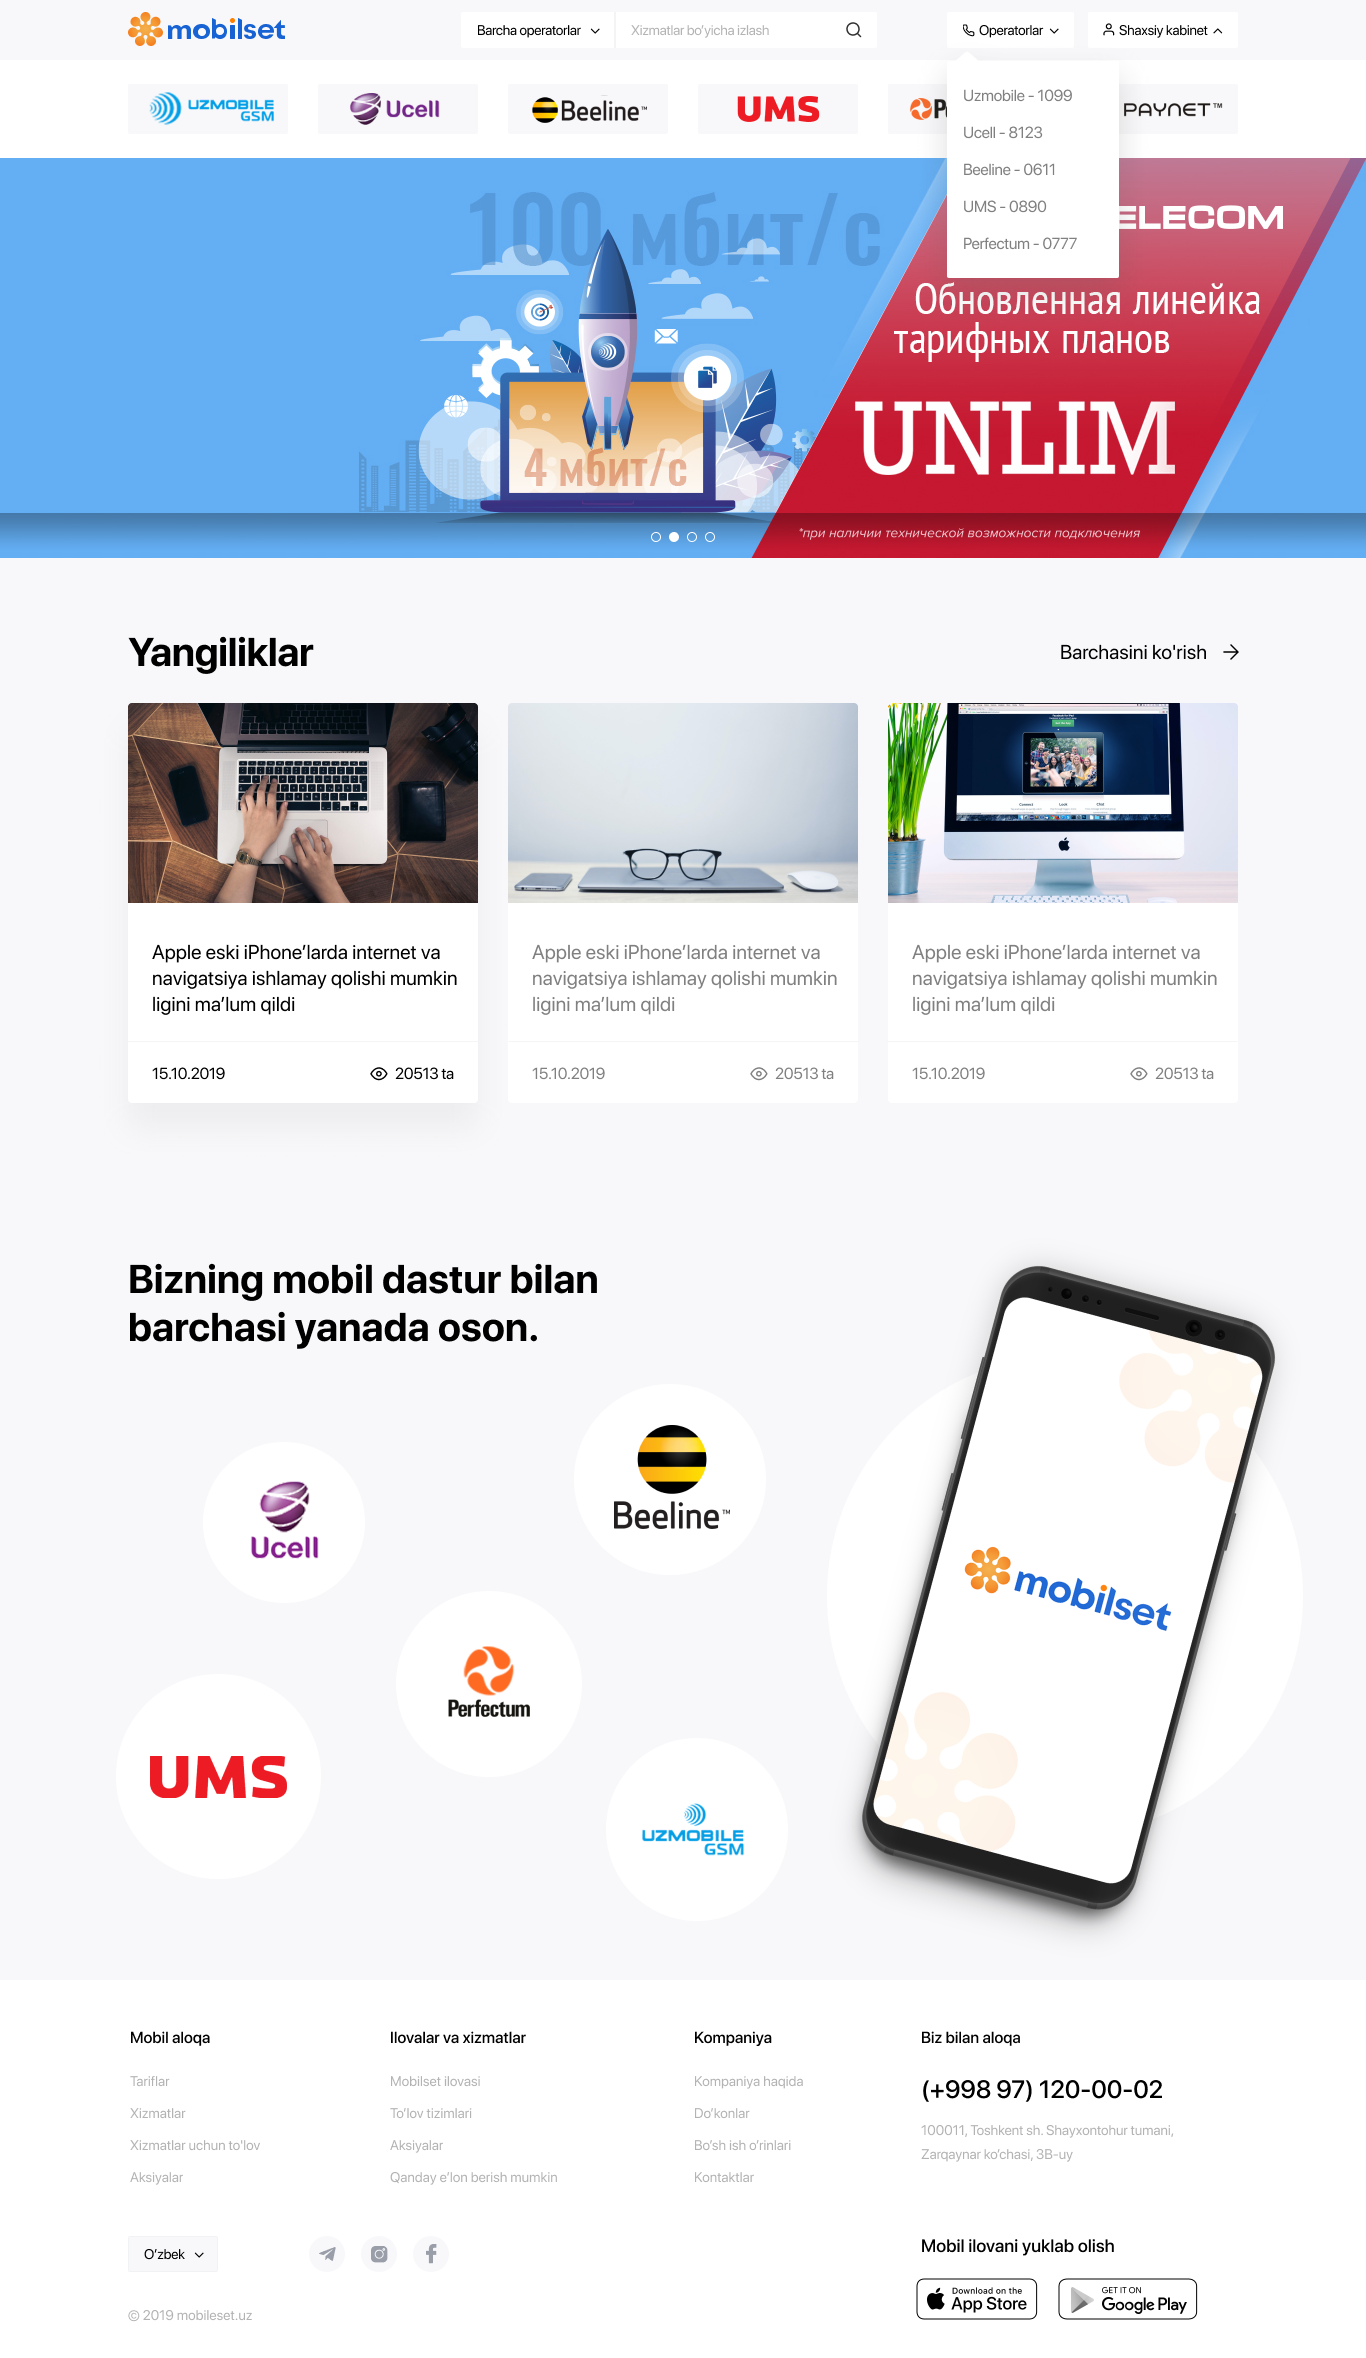 mobilset
Barcha operatorlar
Xizmatlar bo’yicha izlash
Operatorlar
Shaxsiy kabinet
UZMOBILE
GSM
Ucell
Beeline™
UMS
PAYNET™
Uzmobile - 1099
Ucell - 8123
Beeline - 0611
UMS - 0890
Perfectum - 0777
100 мбит/с
ELECOM
Обновленная линейка
тарифных планов
UNLIM
4 мбит/с
*при наличии технической возможности подключения
Yangiliklar
Barchasini ko'rish
Apple eski iPhone’larda internet va
navigatsiya ishlamay qolishi mumkin
ligini ma’lum qildi
15.10.2019
20513 ta
Apple eski iPhone’larda internet va
navigatsiya ishlamay qolishi mumkin
ligini ma’lum qildi
15.10.2019
20513 ta
Apple eski iPhone’larda internet va
navigatsiya ishlamay qolishi mumkin
ligini ma’lum qildi
15.10.2019
20513 ta
Bizning mobil dastur bilan
barchasi yanada oson.
Beeline™
Ucell
Perfectum
UMS
UZMOBILE
GSM
mobilset
Mobil aloqa
Tariflar
Xizmatlar
Xizmatlar uchun to’lov
Aksiyalar
Ilovalar va xizmatlar
Mobilset ilovasi
To’lov tizimlari
Aksiyalar
Qanday e’lon berish mumkin
Kompaniya
Kompaniya haqida
Do’konlar
Bo’sh ish o’rinlari
Kontaktlar
Biz bilan aloqa
(+998 97) 120-00-02
100011, Toshkent sh. Shayxontohur tumani,
Zarqaynar ko’chasi, 3B-uy
O’zbek
Mobil ilovani yuklab olish
Download on the
App Store
GET IT ON
Google Play
© 2019 mobileset.uz